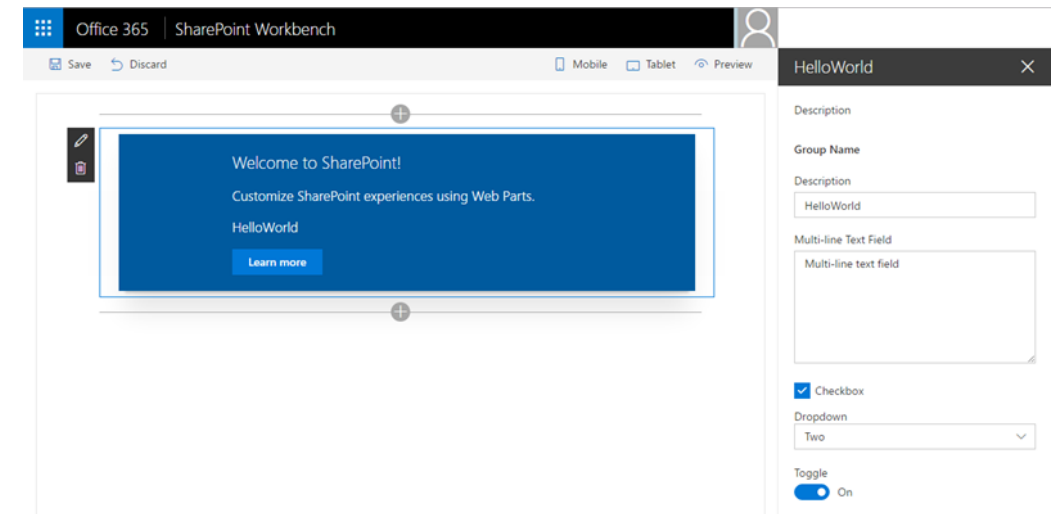 Office 365 SharePoint Workbench
Save Discard Mobile Tablet Preview
Welcome to SharePoint!
Customize SharePoint experiences using Web Parts.
HelloWorld
Learn more
HelloWorld
Description
Group Name
Description
HelloWorld
Multi-line Text Field
Multi-line text field
Checkbox
Dropdown
Two
Toggle
On